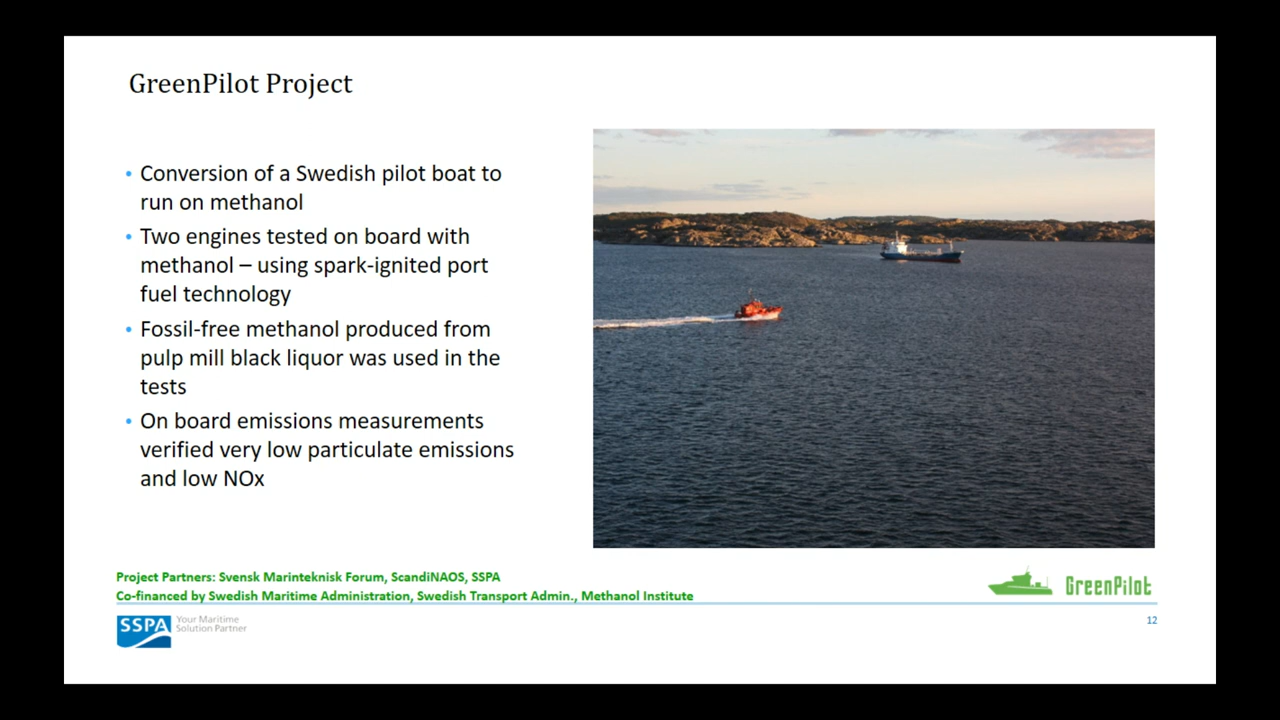 GreenPilot Project
• Conversion of a Swedish pilot boat to
run on methanol
• Two engines tested on board with
methanol – using spark-ignited port
fuel technology
• Fossil-free methanol produced from
pulp mill black liquor was used in the
tests
• On board emissions measurements
verified very low particulate emissions
and low NOx
Project Partners: Svensk Marinteknisk Forum, ScandiNAOS, SSPA
Co-financed by Swedish Maritime Administration, Swedish Transport Admin., Methanol Institute
GreenPilot
SSPA
Your Maritime
Solution Partner
12